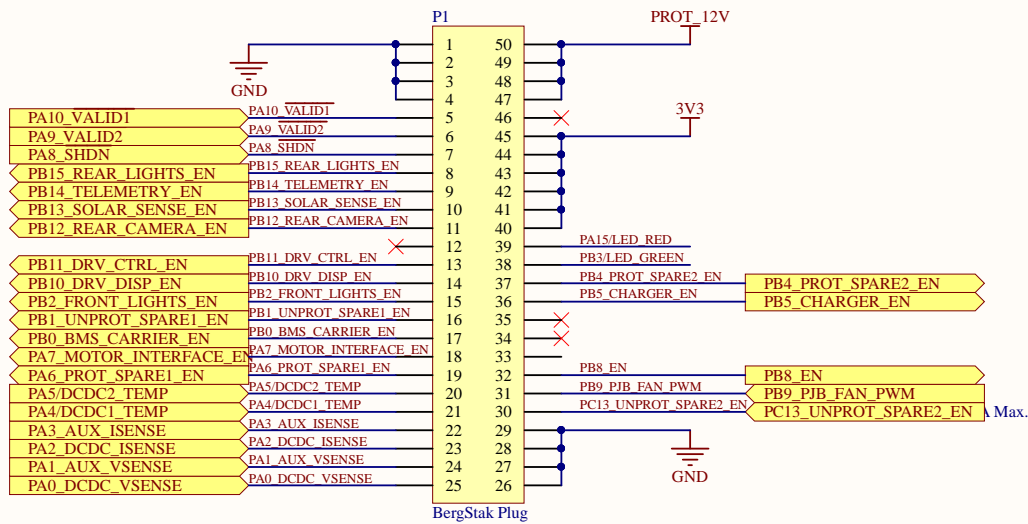 P1
PROT_12V
1 50
2 49
GND
3 48
4 47
PA10_VALID1 PA10_VALID1 5 46
3V3
PA9_VALID2 PA9_VALID2 6 45
PA8_SHDN PA8_SHDN 7 44
PB15_REAR_LIGHTS_EN PB15_REAR_LIGHTS_EN 8 43
PB14_TELEMETRY_EN PB14_TELEMETRY_EN 9 42
PB13_SOLAR_SENSE_EN PB13_SOLAR_SENSE_EN 10 41
PB12_REAR_CAMERA_EN PB12_REAR_CAMERA_EN 11 40
12 39 PA15/LED_RED
PB11_DRV_CTRL_EN PB11_DRV_CTRL_EN 13 38 PB3/LED_GREEN
PB10_DRV_DISP_EN PB10_DRV_DISP_EN 14 37 PB4_PROT_SPARE2_EN PB4_PROT_SPARE2_EN
PB2_FRONT_LIGHTS_EN PB2_FRONT_LIGHTS_EN 15 36 PB5_CHARGER_EN PB5_CHARGER_EN
PB1_UNPROT_SPARE1_EN PB1_UNPROT_SPARE1_EN 16 35
PB0_BMS_CARRIER_EN PB0_BMS_CARRIER_EN 17 34
PA7_MOTOR_INTERFACE_EN PA7_MOTOR_INTERFACE_EN 18 33
PA6_PROT_SPARE1_EN PA6_PROT_SPARE1_EN 19 32 PB8_EN PB8_EN
PA5/DCDC2_TEMP PA5/DCDC2_TEMP 20 31 PB9_PJB_FAN_PWM PB9_PJB_FAN_PWM
PA4/DCDC1_TEMP PA4/DCDC1_TEMP 21 30 PC13_UNPROT_SPARE2_EN PC13_UNPROT_SPARE2_EN Max.
PA3_AUX_ISENSE PA3_AUX_ISENSE 22 29
PA2_DCDC_ISENSE PA2_DCDC_ISENSE 23 28
PA1_AUX_VSENSE PA1_AUX_VSENSE 24 27
GND
PA0_DCDC_VSENSE PA0_DCDC_VSENSE 25 26
BergStak Plug